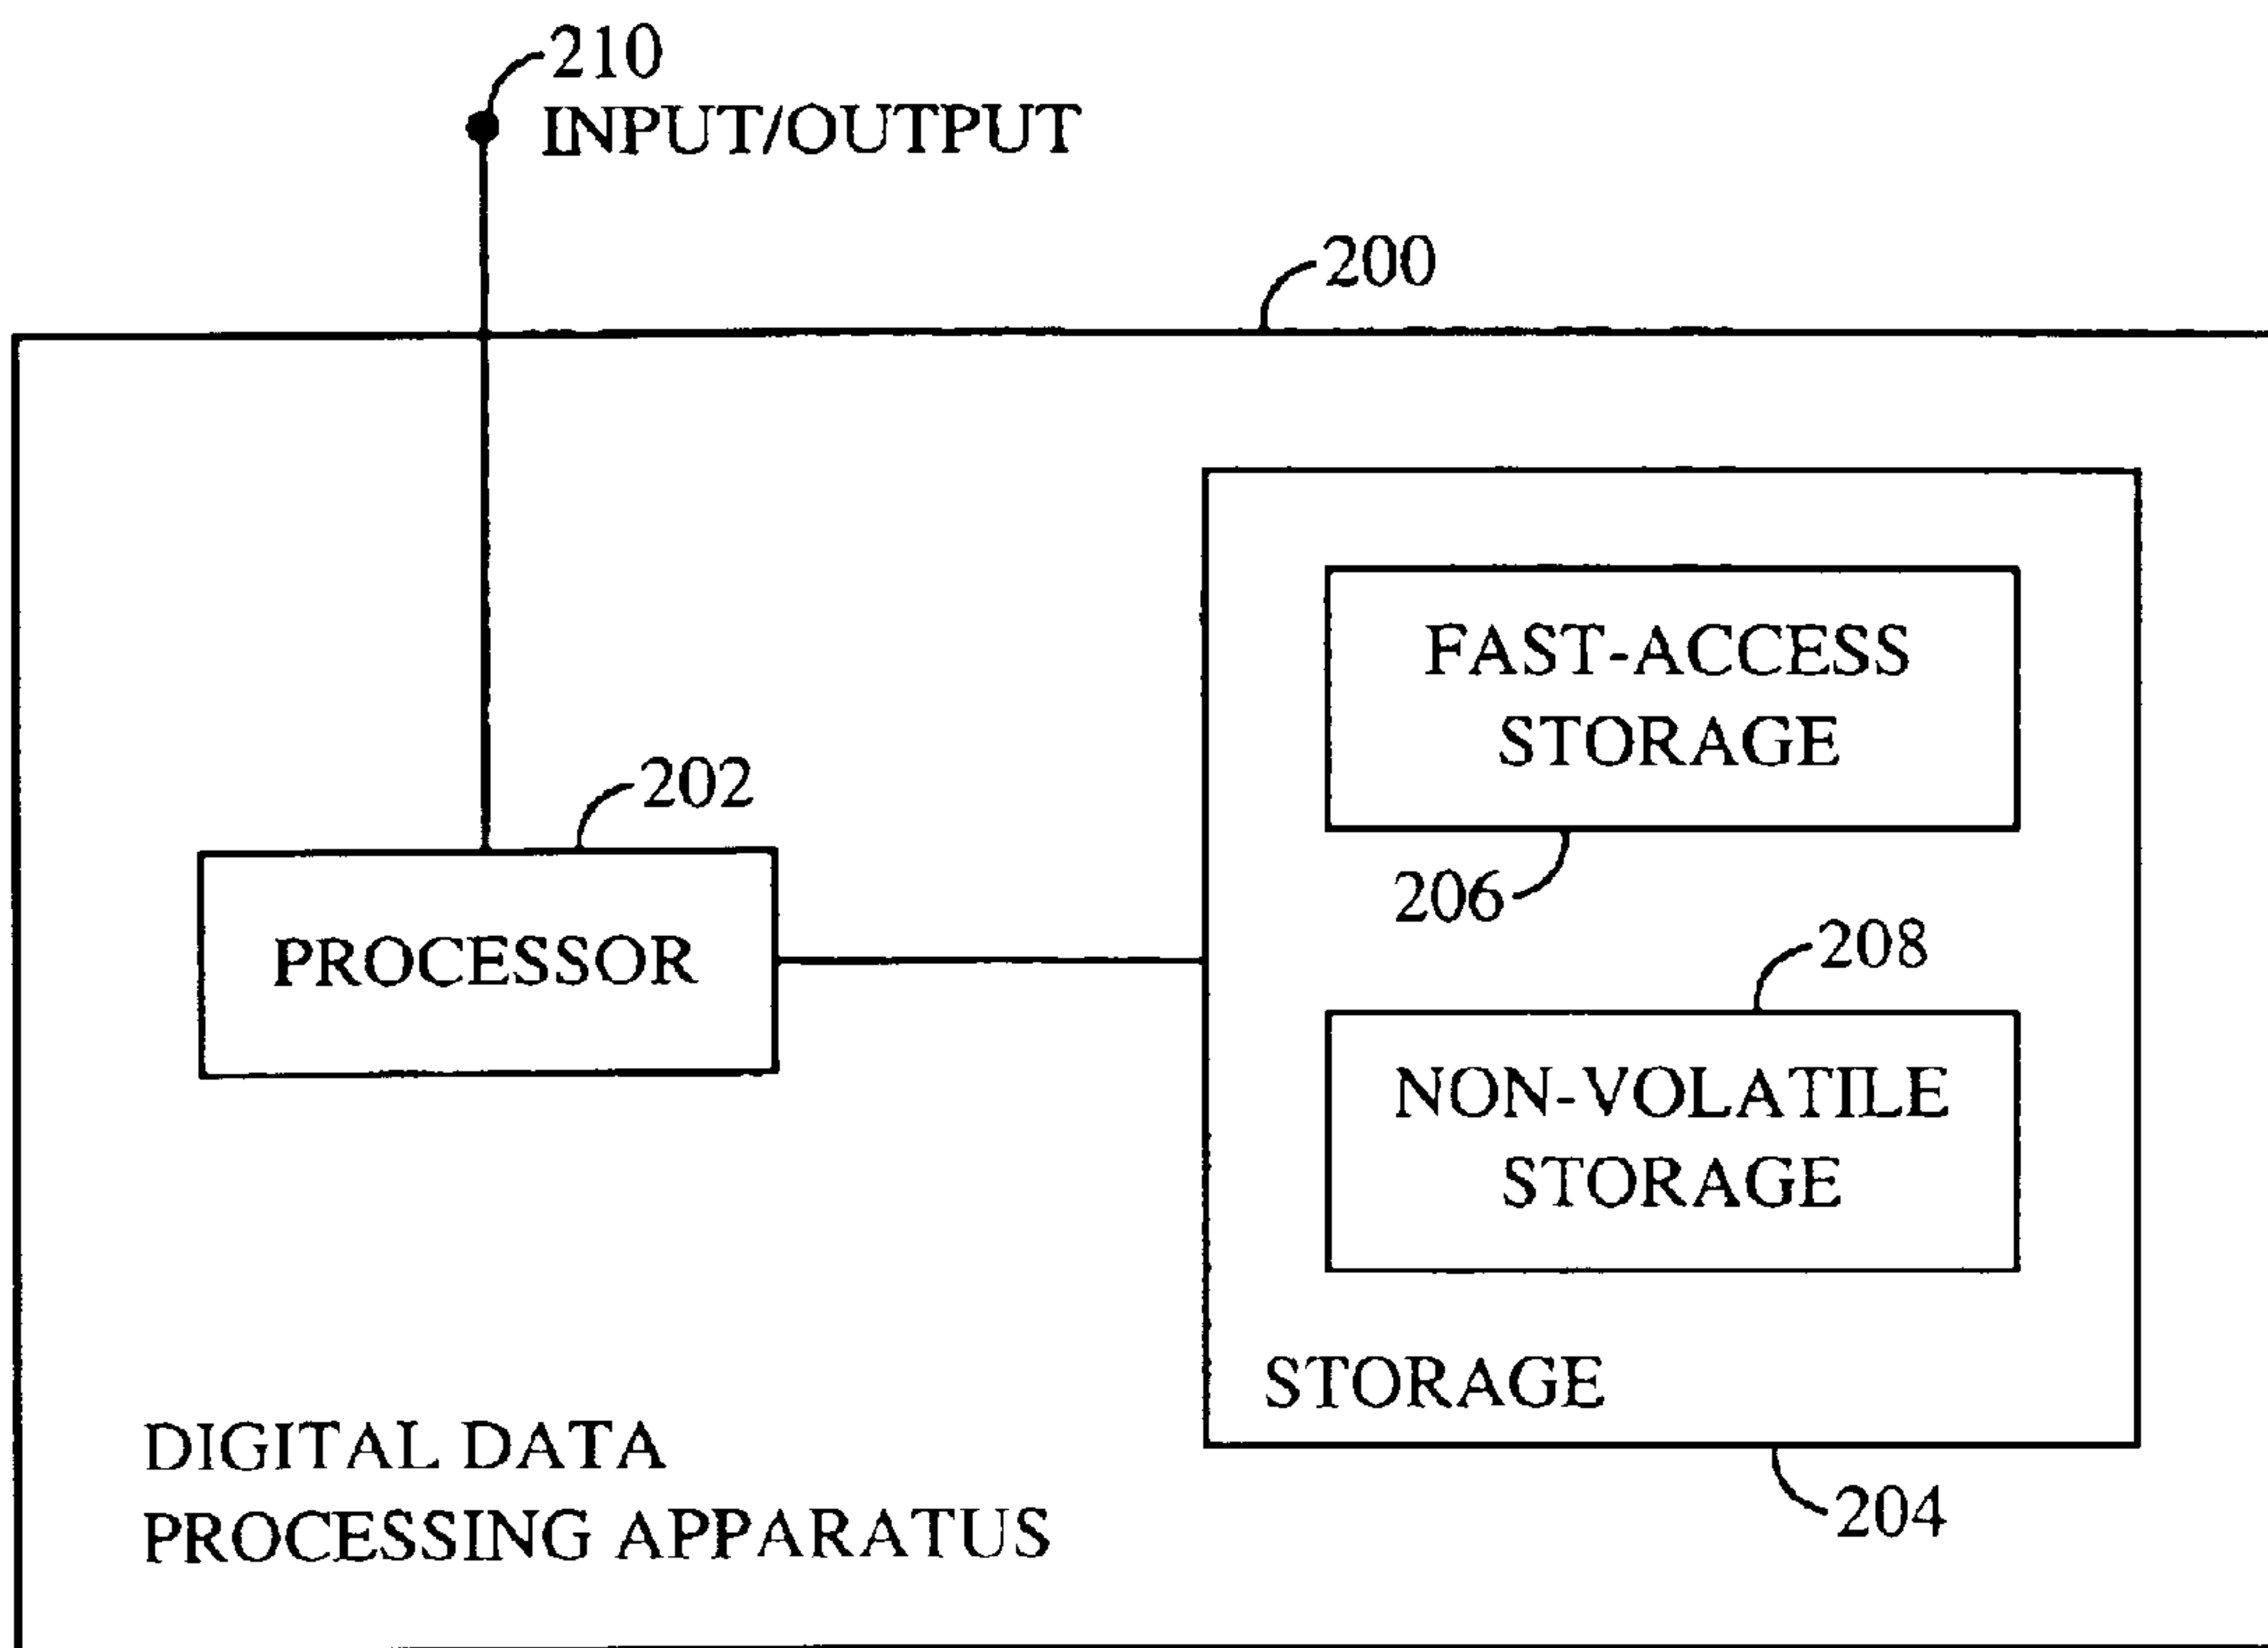 210
INPUT/OUTPUT
200
FAST-ACCESS
STORAGE
202
206
208
PROCESSOR
NON-VOLATILE
STORAGE
STORAGE
DIGITAL DATA
PROCESSING APPARATUS
204